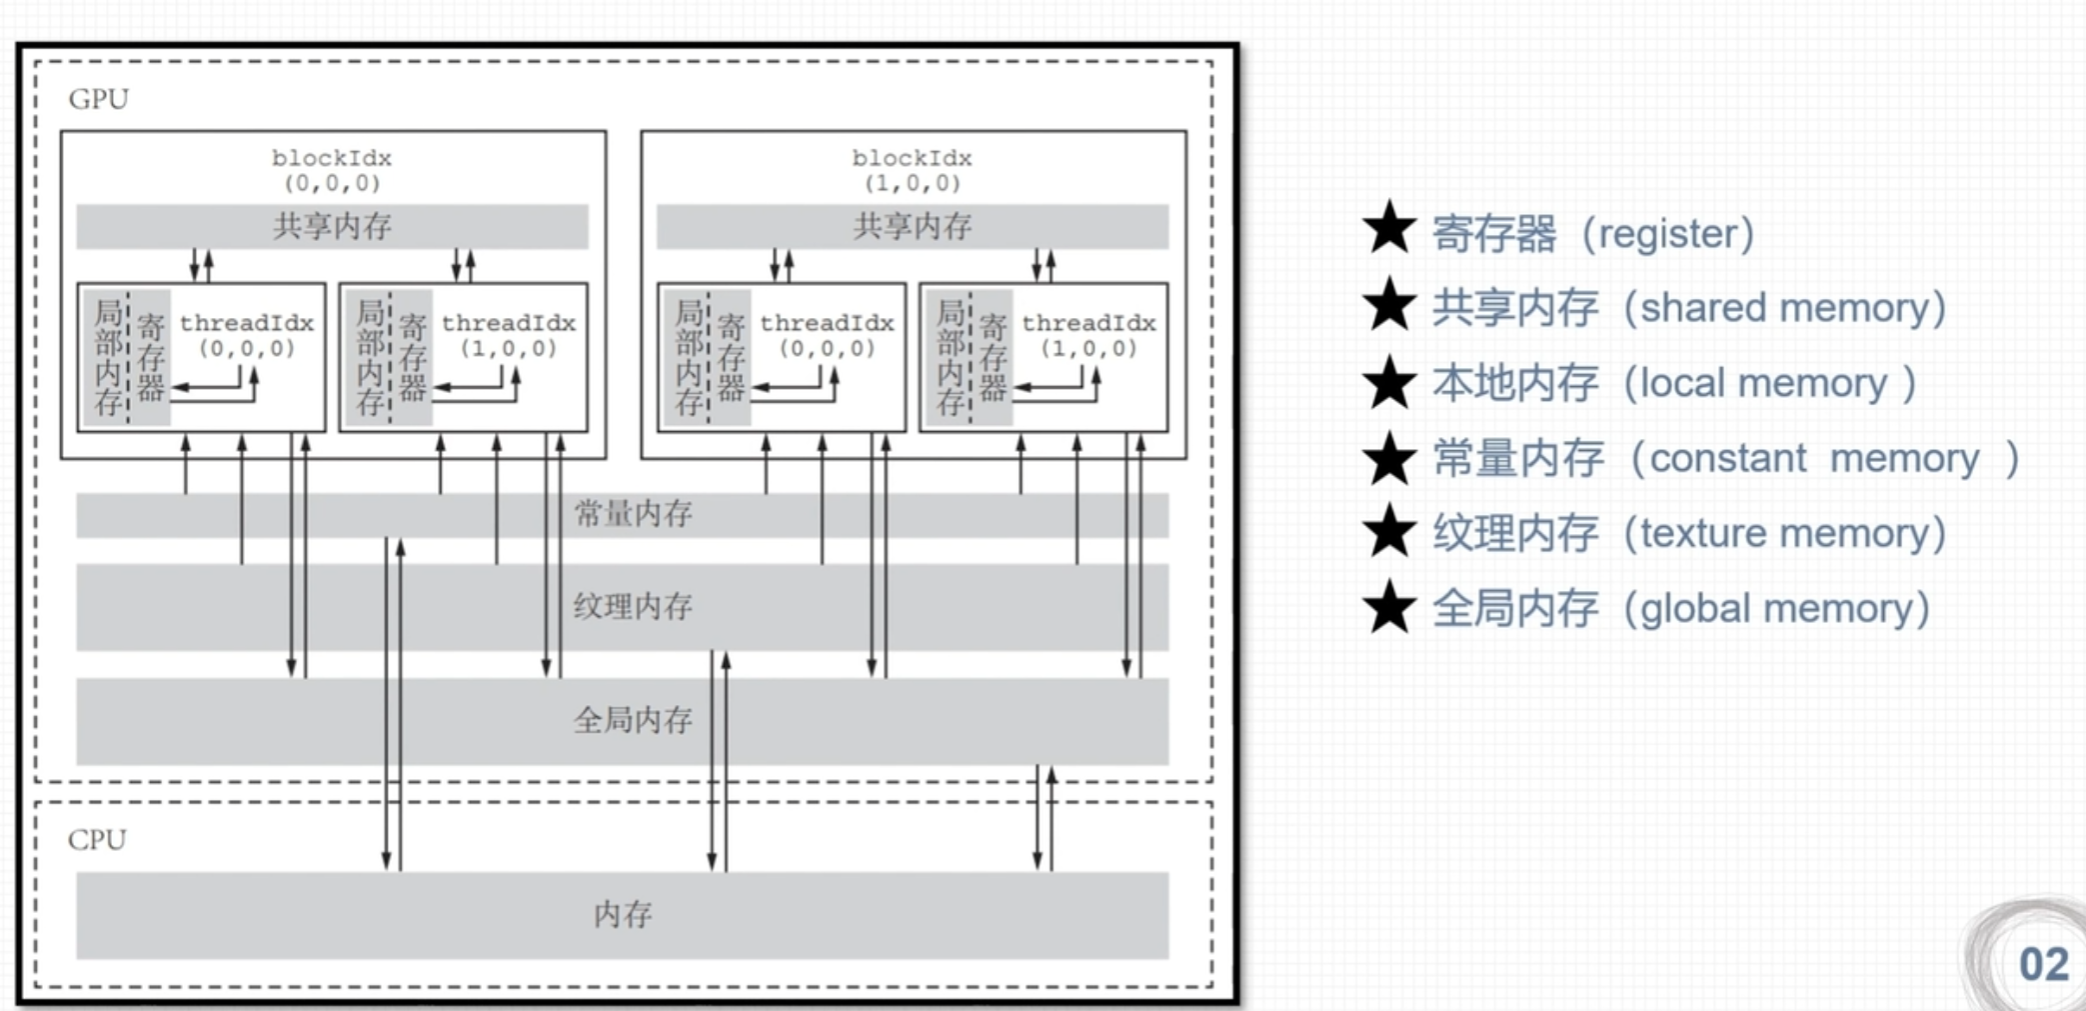 GPU
blockIdx
(0,0,0)
共享内存
局部内存
寄存器
threadIdx
(0,0,0)
局部内存
寄存器
threadIdx
(1,0,0)
blockIdx
(1,0,0)
共享内存
局部内存
寄存器
threadIdx
(0,0,0)
局部内存
寄存器
threadIdx
(1,0,0)
常量内存
纹理内存
全局内存
CPU
内存
★ 寄存器（register）
★ 共享内存（shared memory）
★ 本地内存（local memory ）
★ 常量内存（constant memory ）
★ 纹理内存（texture memory）
★ 全局内存（global memory）
02